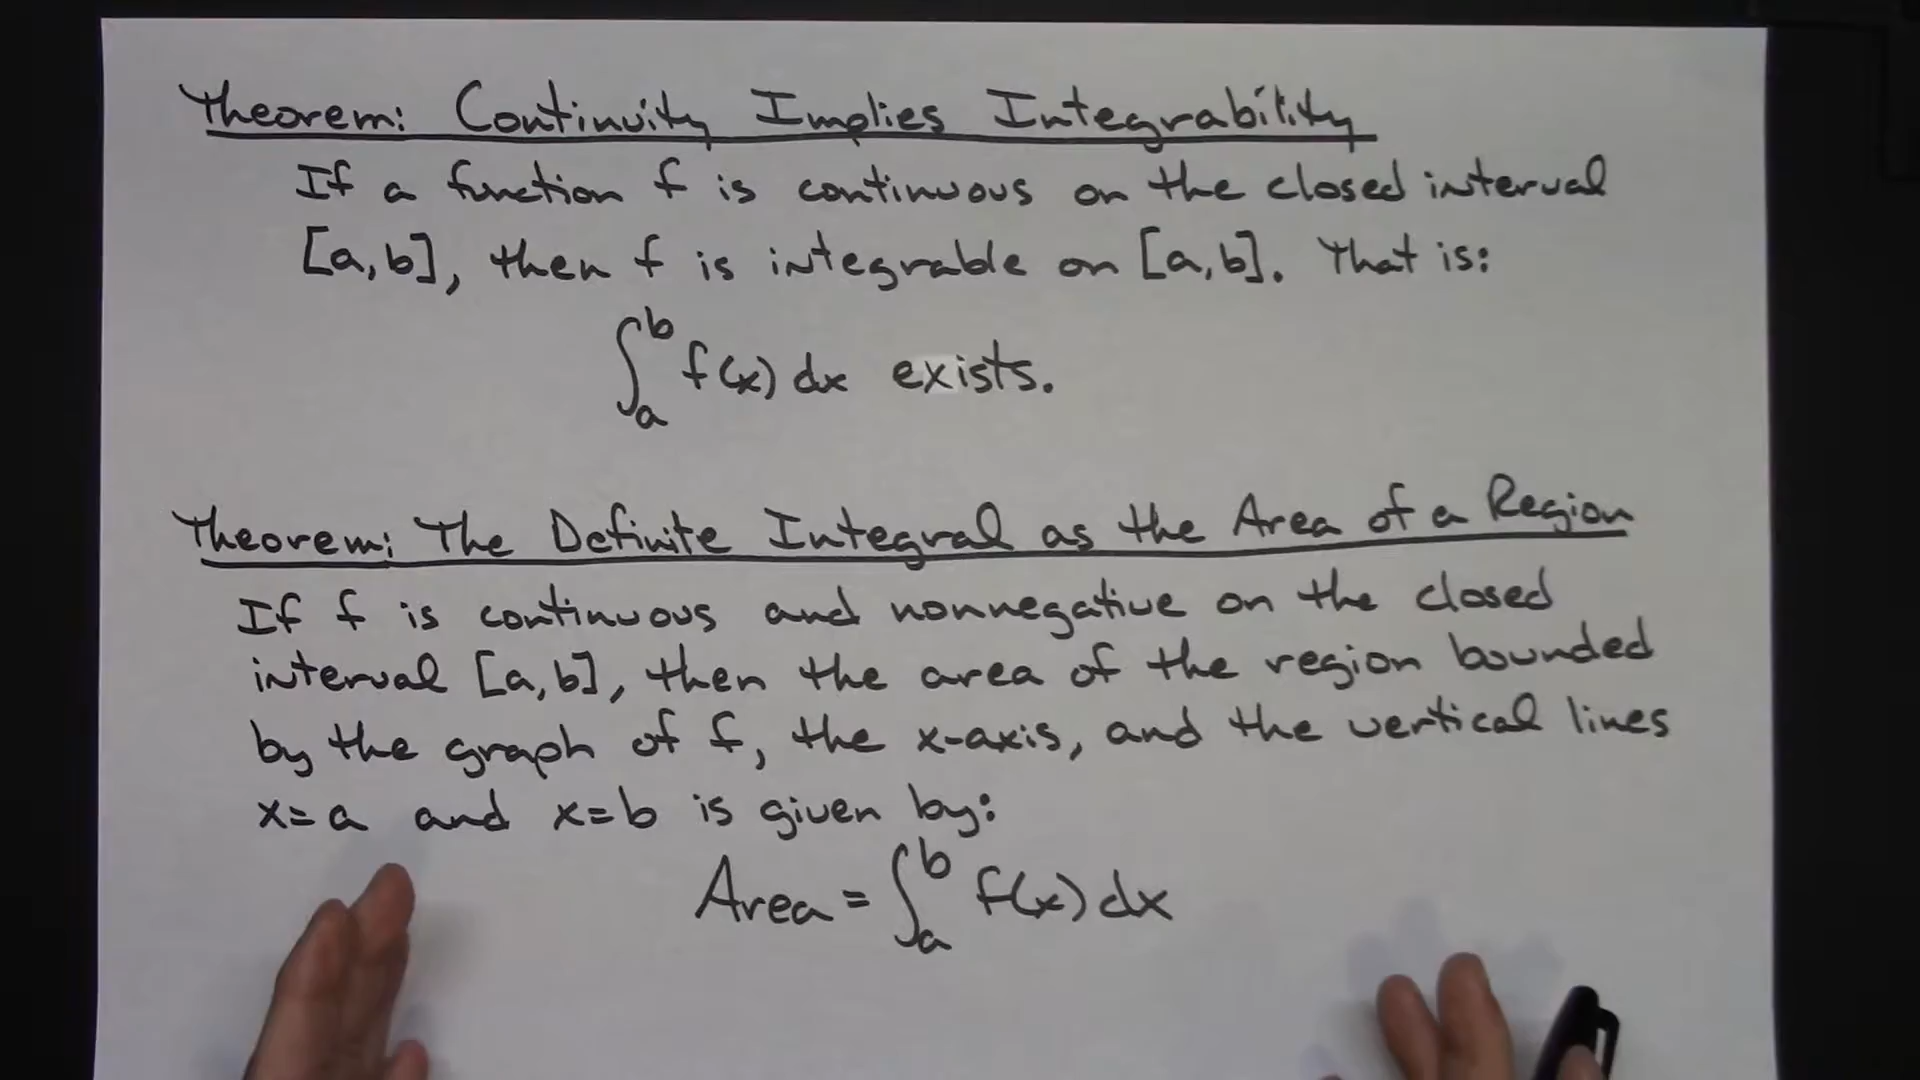 Theorem: Continuity Implies Integrability
If a function f is continuous on the closed interval
[a,b], then f is integrable on [a,b]. That is:
∫_a^b f(x) dx exists.
Theorem: The Definite Integral as the Area of a Region
If f is continuous and nonnegative on the closed
interval [a,b], then the area of the region bounded
by the graph of f, the x-axis, and the vertical lines
x=a and x=b is given by:
Area = ∫_a^b f(x) dx